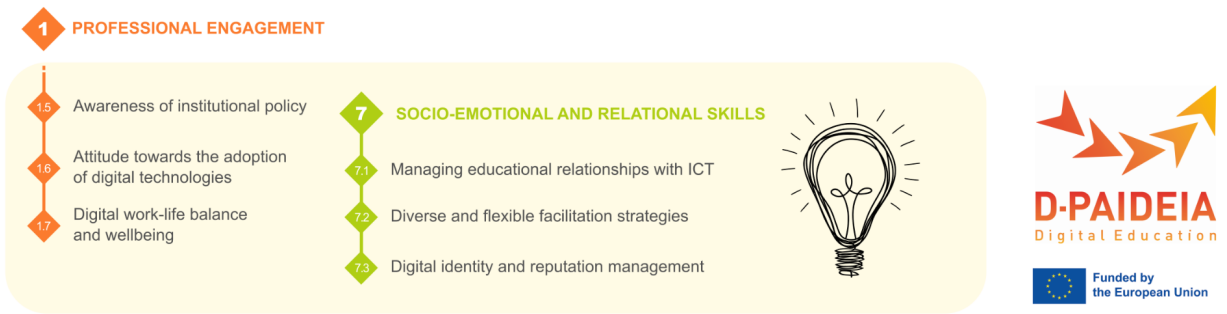 1 PROFESSIONAL ENGAGEMENT
1.5 Awareness of institutional policy
1.6 Attitude towards the adoption
of digital technologies
1.7 Digital work-life balance
and wellbeing
7 SOCIO-EMOTIONAL AND RELATIONAL SKILLS
7.1 Managing educational relationships with ICT
7.2 Diverse and flexible facilitation strategies
7.3 Digital identity and reputation management
D-PAIDEIA
Digital Education
Funded by
the European Union